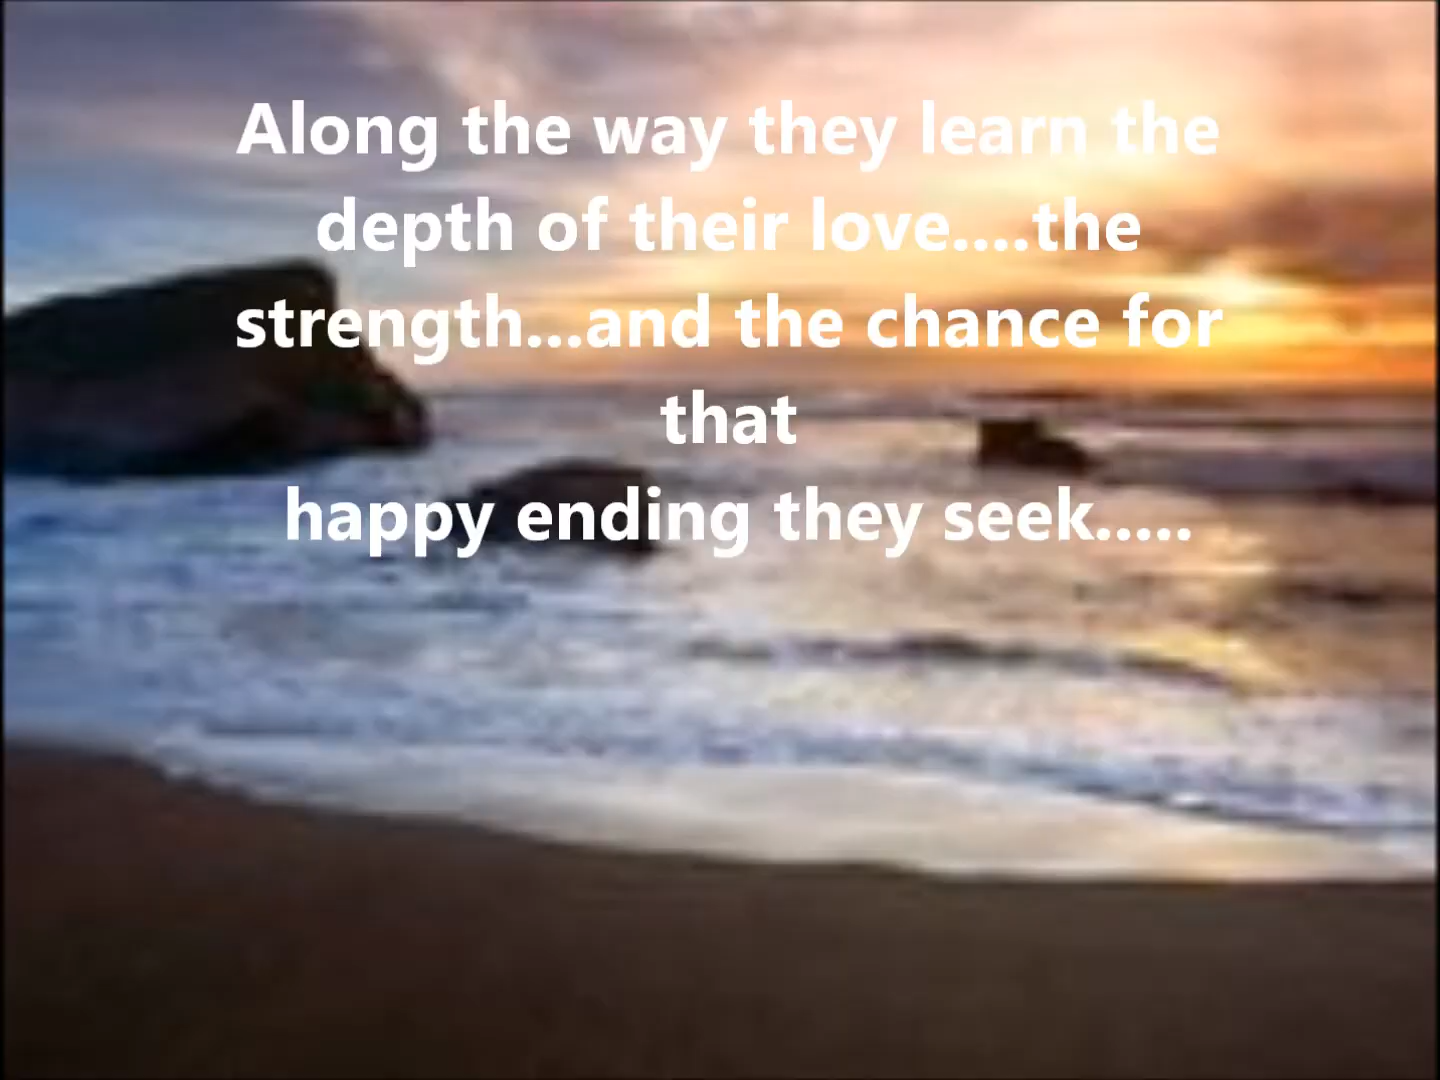 Along the way they learn the
depth of their love....the
strength...and the chance for
that
happy ending they seek.....